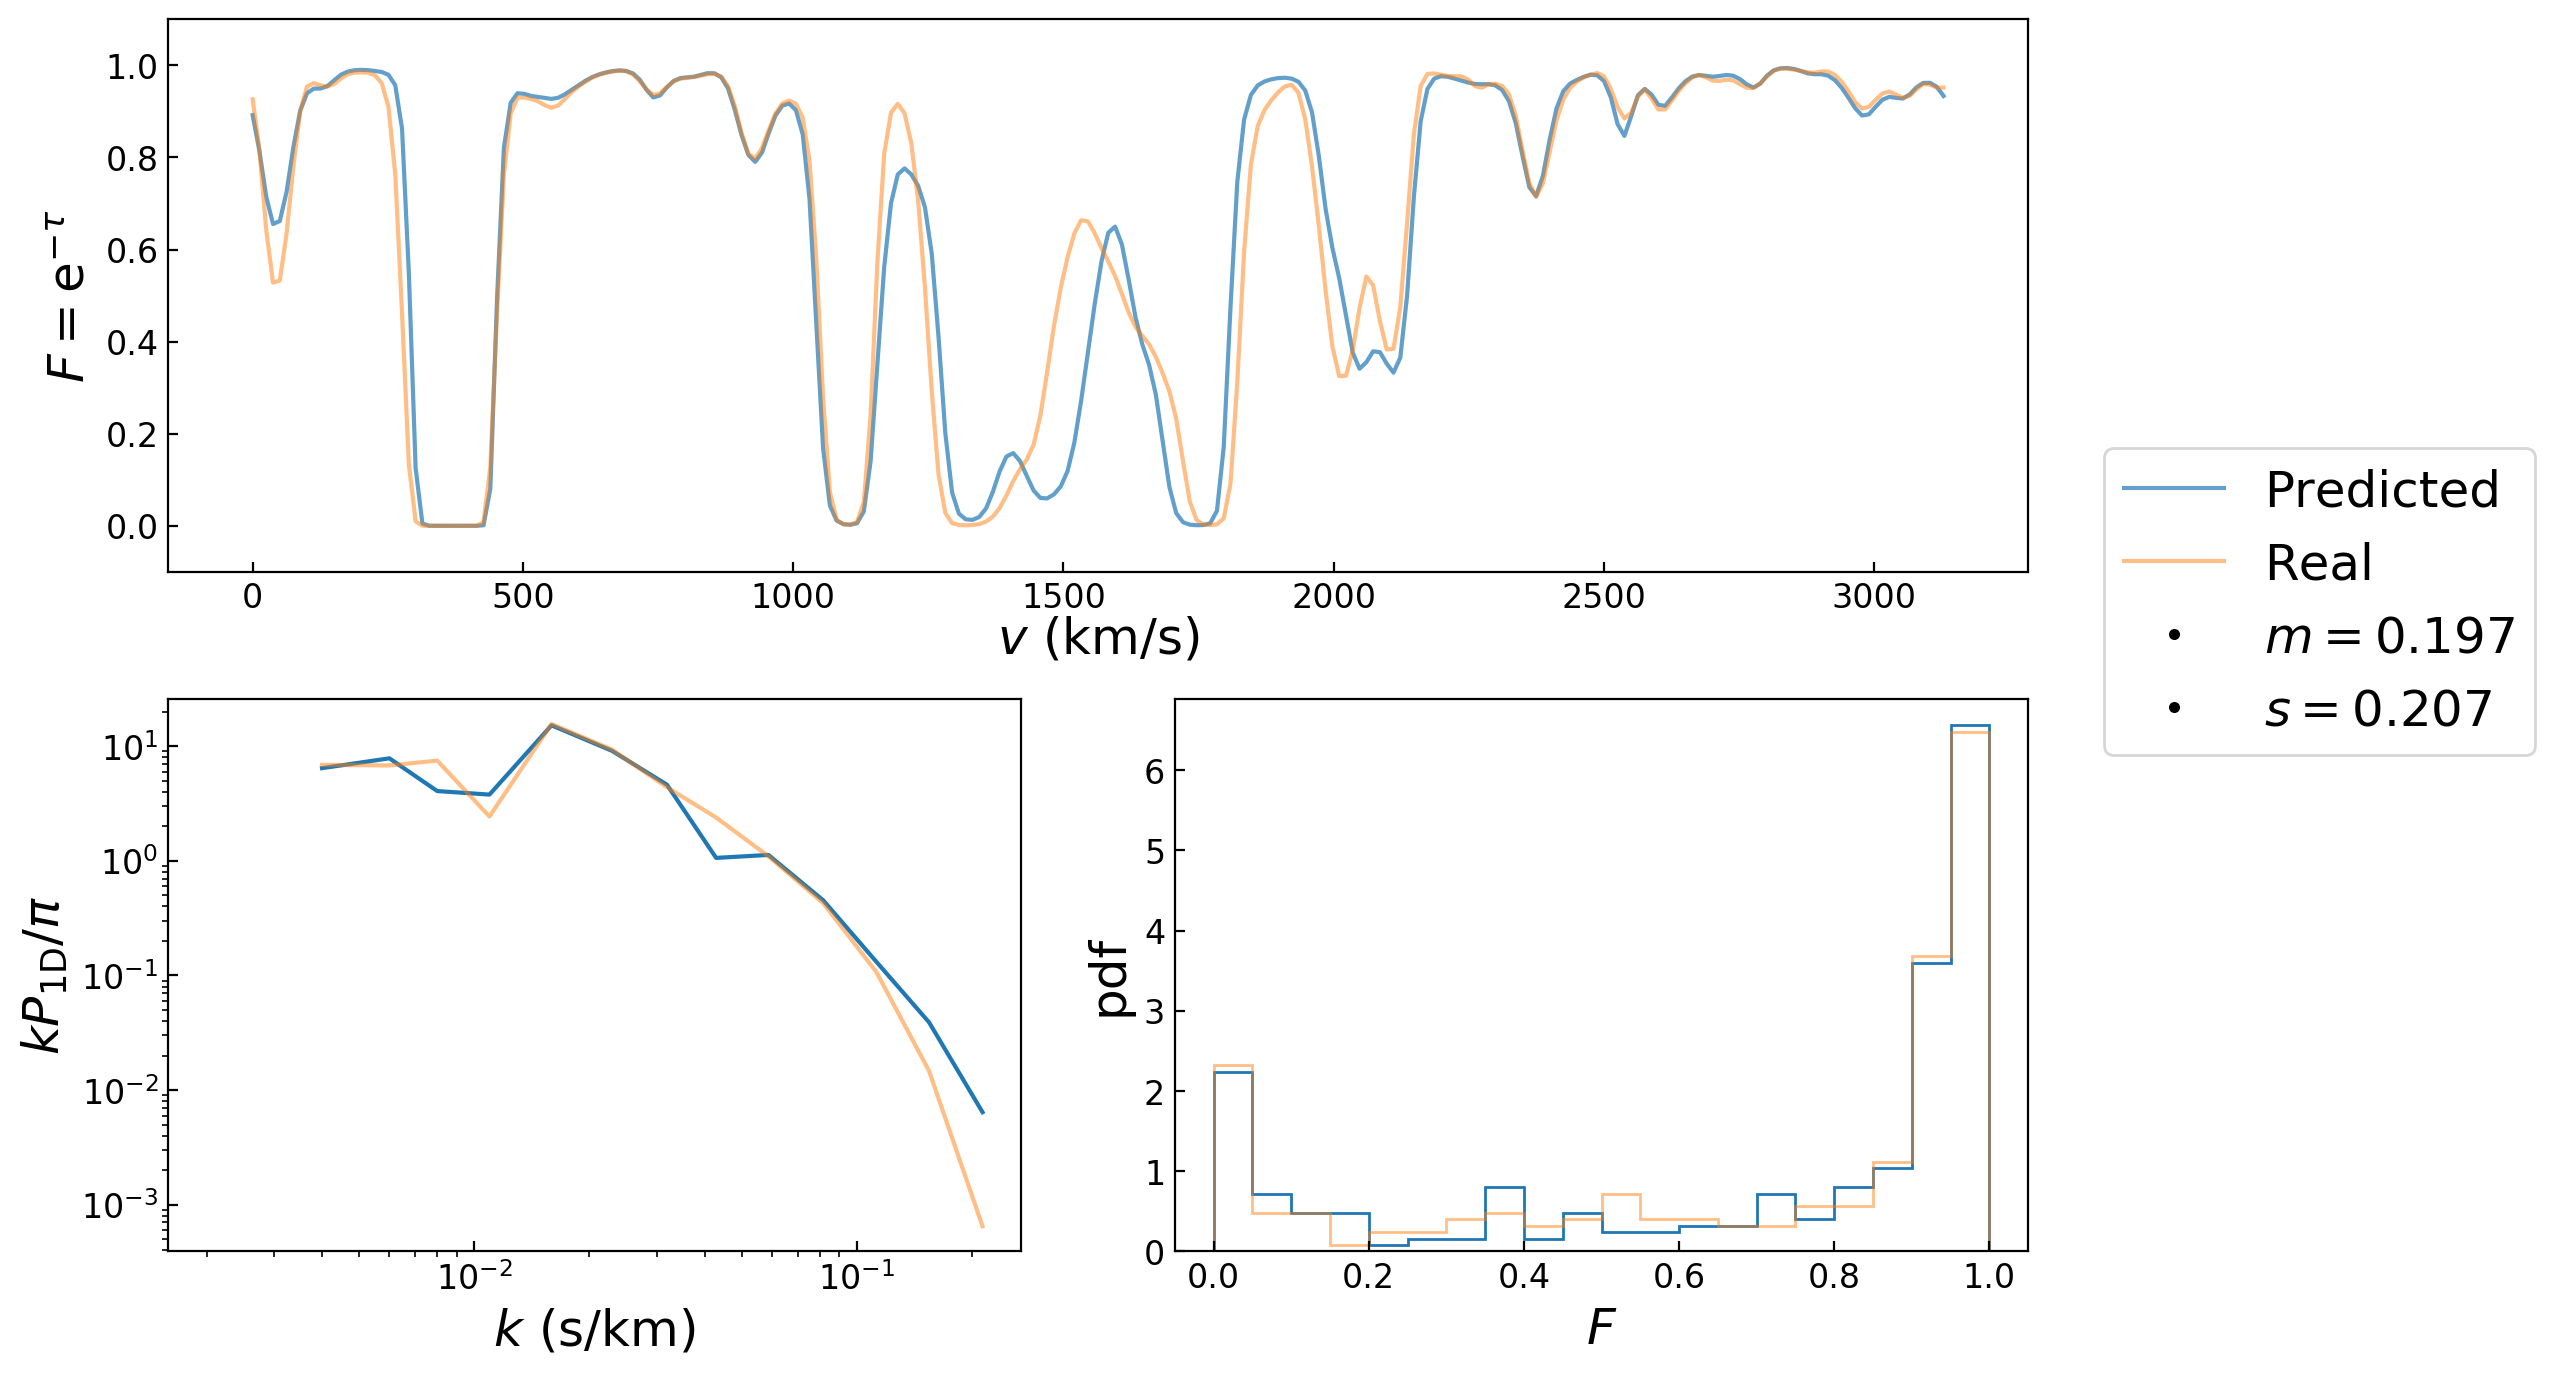 1.0
0.8
0.6
0.4
0.2
0.0
F = e^{−τ}
0 500 1000 1500 2000 2500 3000
v (km/s)
Predicted
Real
m = 0.197
s = 0.207
10^1
10^0
10^{−1}
10^{−2}
10^{−3}
kP_{1D}/π
10^{−2} 10^{−1}
k (s/km)
6
5
4
3
2
1
0
pdf
0.0 0.2 0.4 0.6 0.8 1.0
F